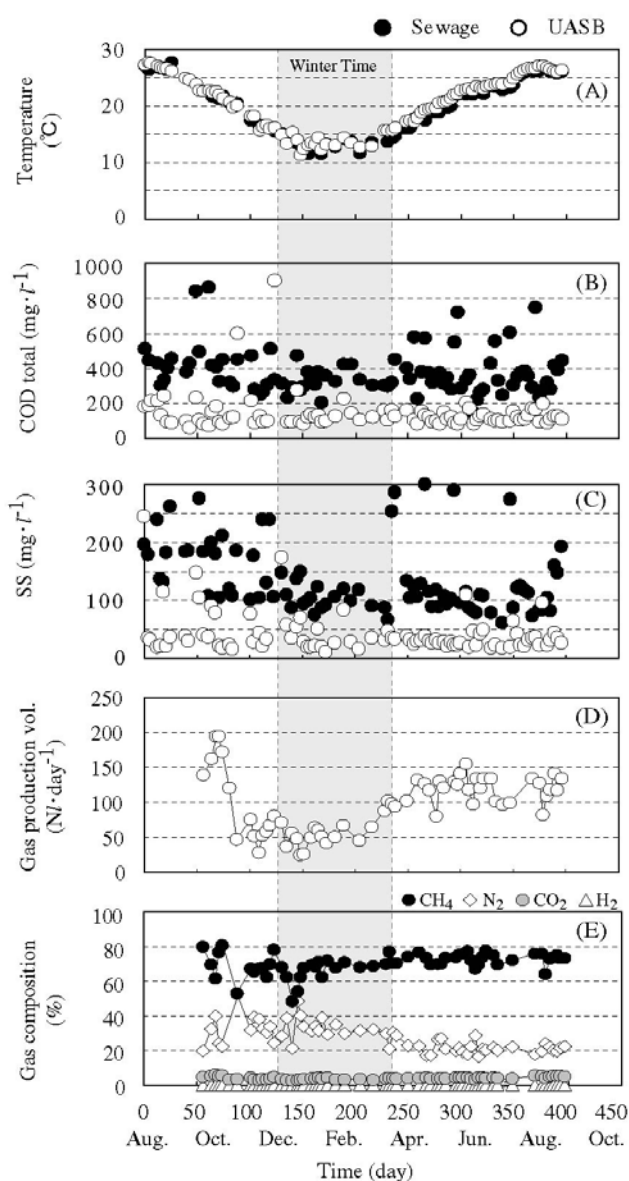 ● Sewage ○ UASB
Winter Time
(A)
Temperature
(℃)
30
20
10
0
(B)
COD total (mg·l⁻¹)
1000
800
600
400
200
0
(C)
SS (mg·l⁻¹)
300
200
100
0
(D)
Gas production vol.
(Nl·day⁻¹)
250
200
150
100
50
0
●CH₄ ◇N₂ ●CO₂ △H₂
(E)
Gas composition
(%)
100
80
60
40
20
0
0 50 100 150 200 250 300 350 400 450
Aug. Oct. Dec. Feb. Apr. Jun. Aug. Oct.
Time (day)